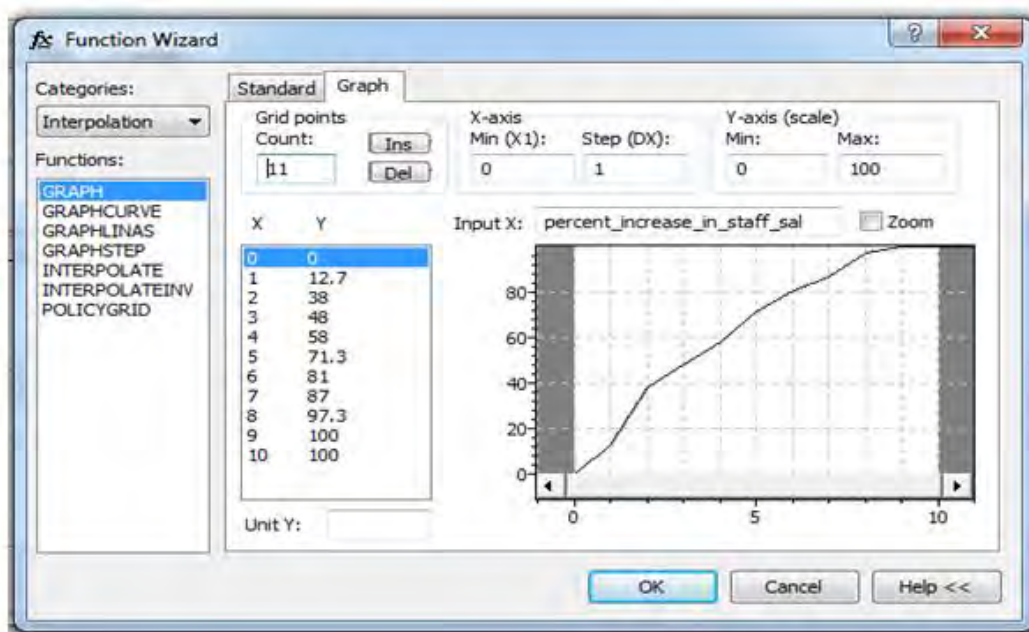 fx Function Wizard
Categories:
Interpolation
Functions:
GRAPH
GRAPHCURVE
GRAPHLINAS
GRAPHSTEP
INTERPOLATE
INTERPOLATEINV
POLICYGRID
Standard Graph
Grid points
Count:
11
Ins
Del
X-axis
Min (X1): Step (DX):
0 1
Y-axis (scale)
Min: Max:
0 100
X Y
0 0
1 12.7
2 38
3 48
4 58
5 71.3
6 81
7 87
8 97.3
9 100
10 100
Unit Y:
Input X: percent_increase_in_staff_sal Zoom
80
60
40
20
0
0 5 10
OK Cancel Help <<